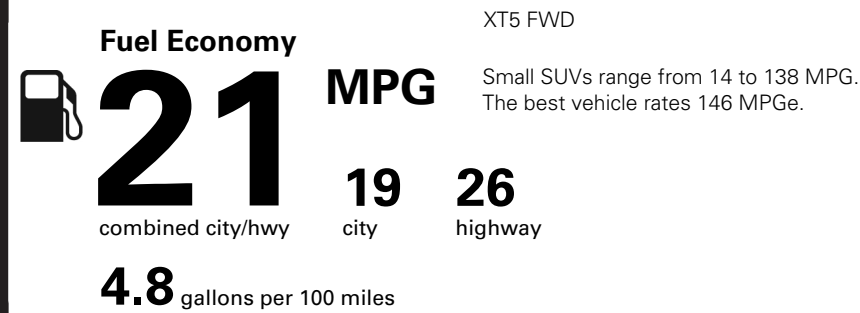 XT5 FWD
Fuel Economy
21 MPG
Small SUVs range from 14 to 138 MPG.
The best vehicle rates 146 MPGe.
19 26
combined city/hwy city highway
4.8 gallons per 100 miles